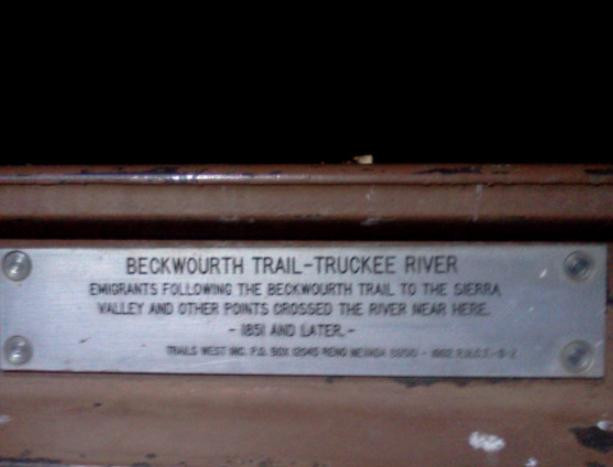 BECKWOURTH TRAIL-TRUCKEE RIVER
EMIGRANTS FOLLOWING THE BECKWOURTH TRAIL TO THE SIERRA
VALLEY AND OTHER POINTS CROSSED THE RIVER NEAR HERE.
- 1851 AND LATER. -
TRAILS WEST INC. P.O. BOX 12045 RENO NEVADA